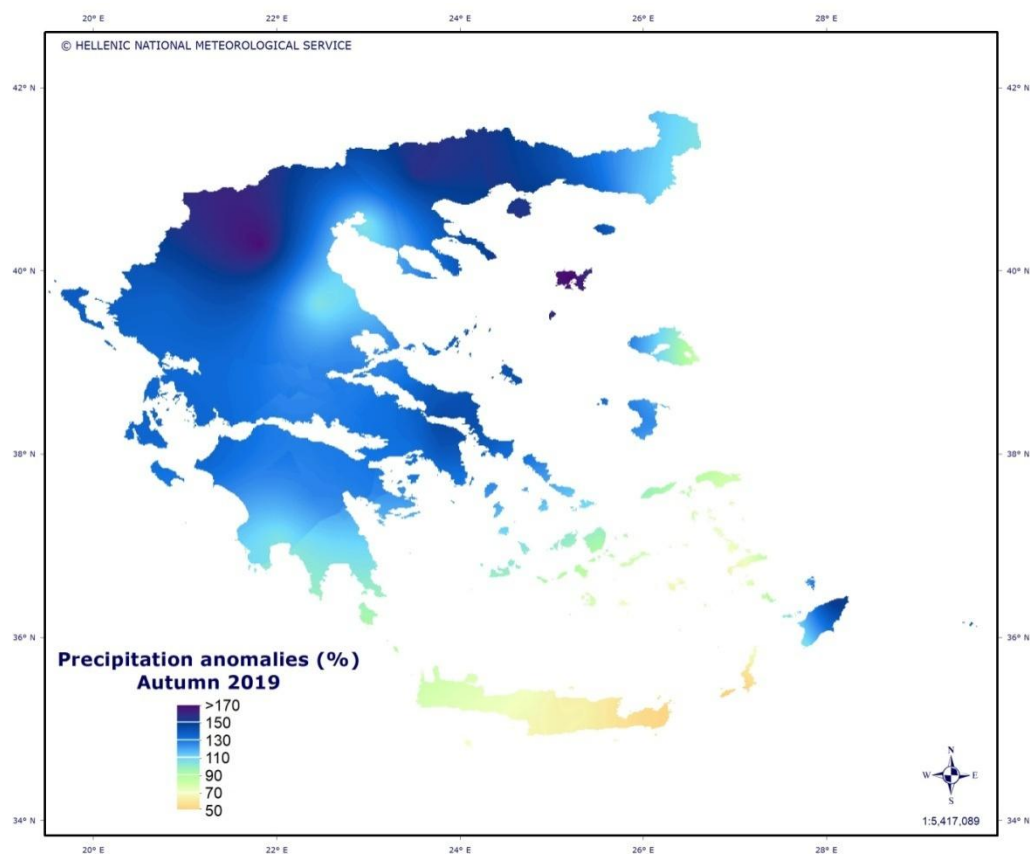 20° E 22° E 24° E 26° E 28° E
© HELLENIC NATIONAL METEOROLOGICAL SERVICE
42° N 42° N
40° N 40° N
38° N 38° N
36° N 36° N
Precipitation anomalies (%)
Autumn 2019
>170
150
130
110
90
70
50
N
W E
S
1:5,417,089
34° N 34° N
20° E 22° E 24° E 26° E 28° E